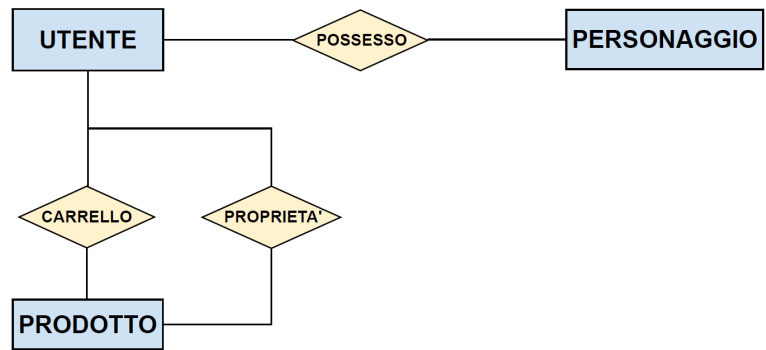 UTENTE
POSSESSO
PERSONAGGIO
CARRELLO
PROPRIETA'
PRODOTTO